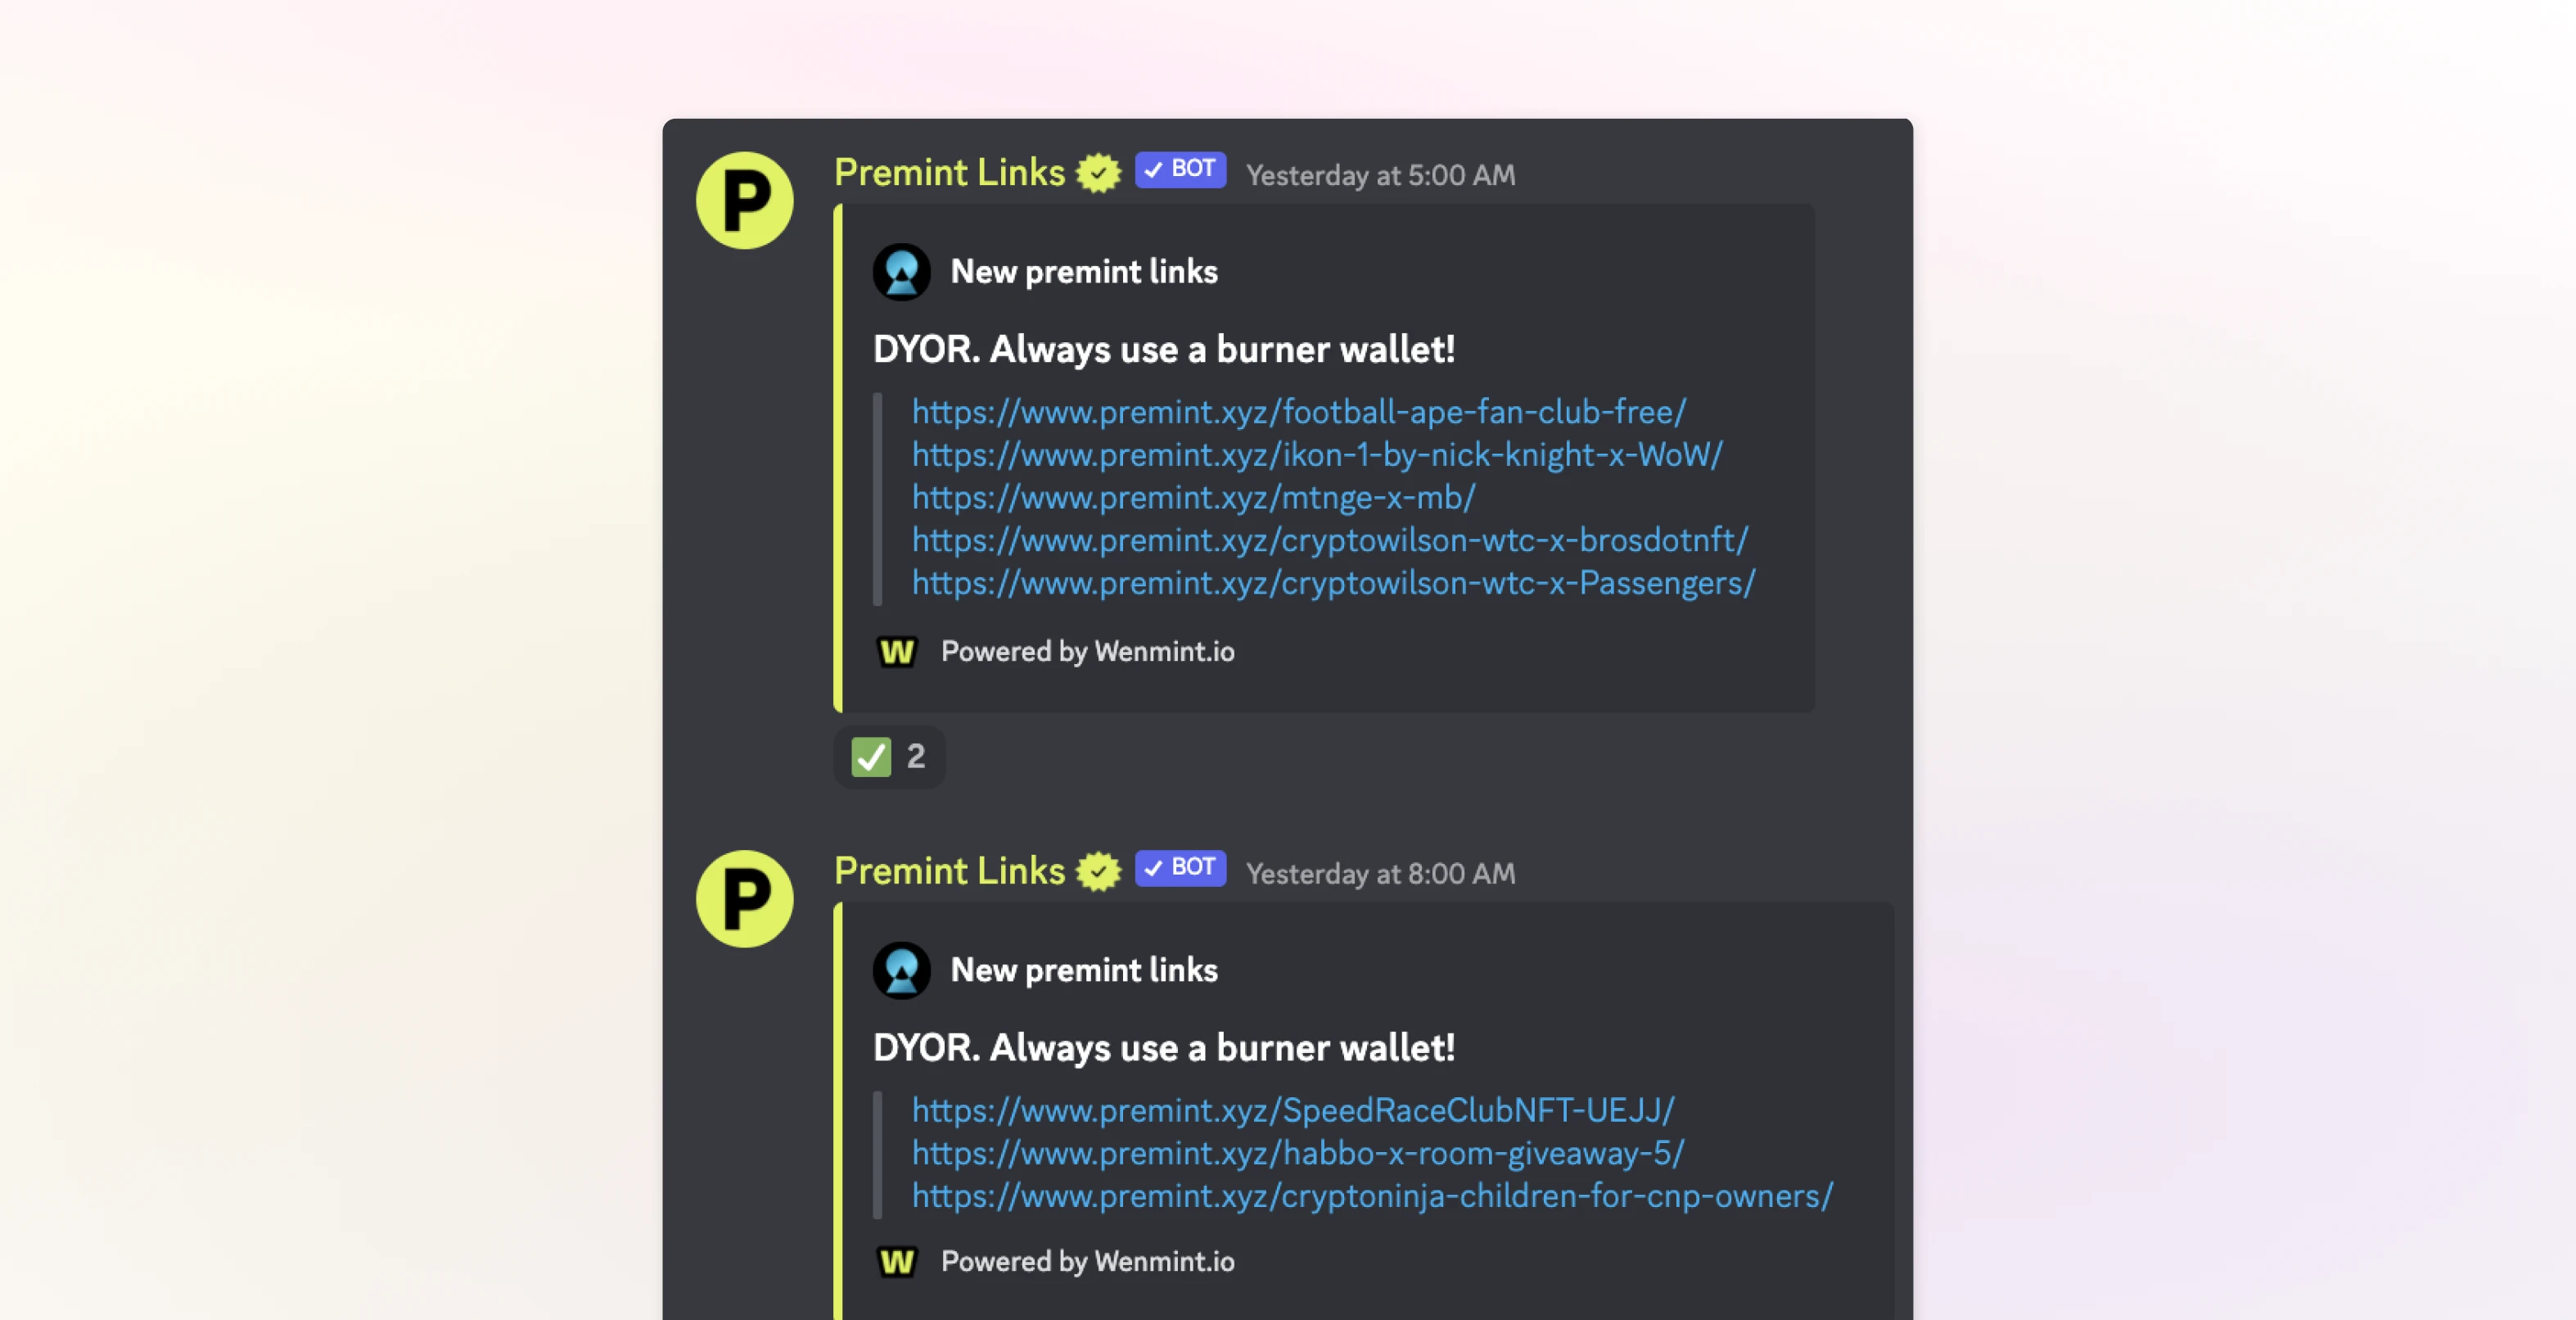 P
Premint Links BOT Yesterday at 5:00 AM
New premint links
DYOR. Always use a burner wallet!
https://www.premint.xyz/football-ape-fan-club-free/
https://www.premint.xyz/ikon-1-by-nick-knight-x-WoW/
https://www.premint.xyz/mtnge-x-mb/
https://www.premint.xyz/cryptowilson-wtc-x-brosdotnft/
https://www.premint.xyz/cryptowilson-wtc-x-Passengers/
W Powered by Wenmint.io
2
P
Premint Links BOT Yesterday at 8:00 AM
New premint links
DYOR. Always use a burner wallet!
https://www.premint.xyz/SpeedRaceClubNFT-UEJJ/
https://www.premint.xyz/habbo-x-room-giveaway-5/
https://www.premint.xyz/cryptoninja-children-for-cnp-owners/
W Powered by Wenmint.io